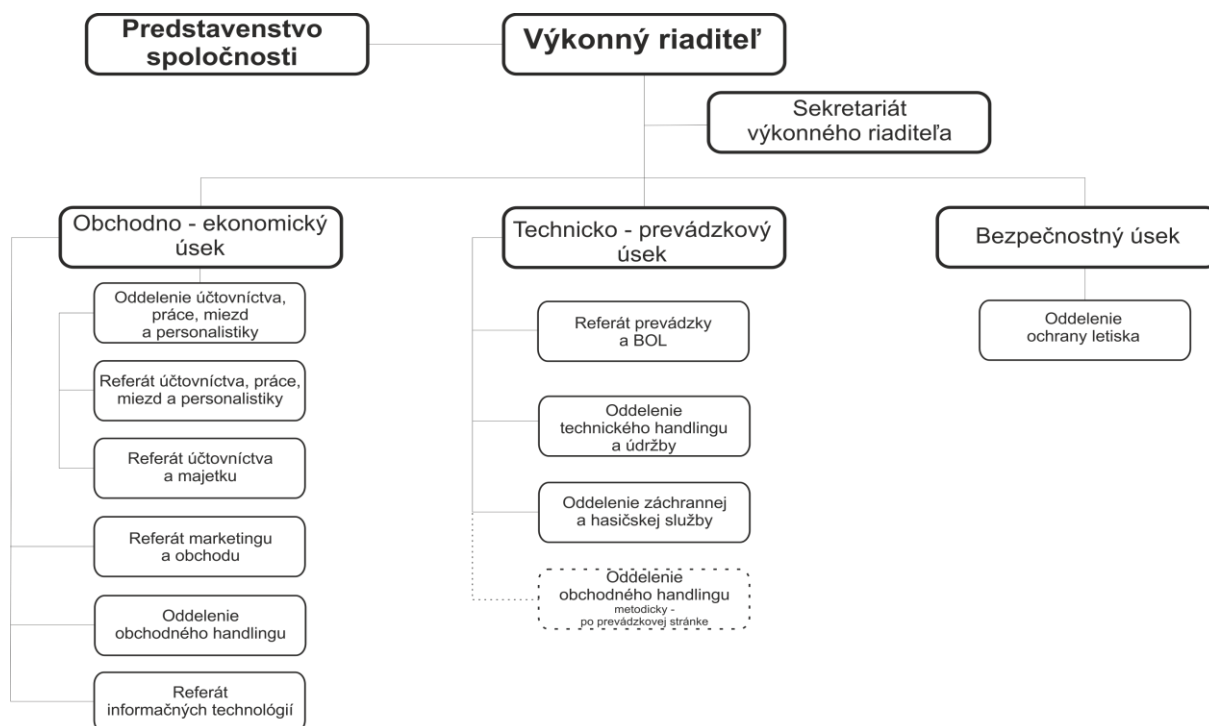 Predstavenstvo
spoločnosti
Výkonný riaditeľ
Sekretariát
výkonného riaditeľa
Obchodno - ekonomický
úsek
Oddelenie účtovníctva,
práce, miezd
a personalistiky
Referát účtovníctva, práce,
miezd a personalistiky
Referát účtovníctva
a majetku
Referát marketingu
a obchodu
Oddelenie
obchodného handlingu
Referát
informačných technológií
Technicko - prevádzkový
úsek
Referát prevádzky
a BOL
Oddelenie
technického handlingu
a údržby
Oddelenie záchrannej
a hasičskej služby
Oddelenie
obchodného handlingu
metodicky -
po prevádzkovej stránke
Bezpečnostný úsek
Oddelenie
ochrany letiska